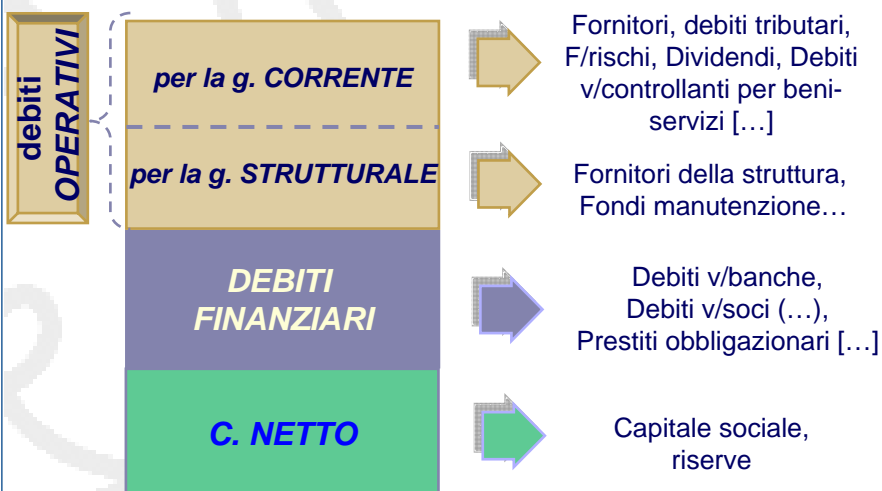 debiti
OPERATIVI
per la g. CORRENTE
Fornitori, debiti tributari,
F/rischi, Dividendi, Debiti
v/controllanti per beni-
servizi […]
per la g. STRUTTURALE
Fornitori della struttura,
Fondi manutenzione…
DEBITI
FINANZIARI
Debiti v/banche,
Debiti v/soci (…),
Prestiti obbligazionari […]
C. NETTO
Capitale sociale,
riserve